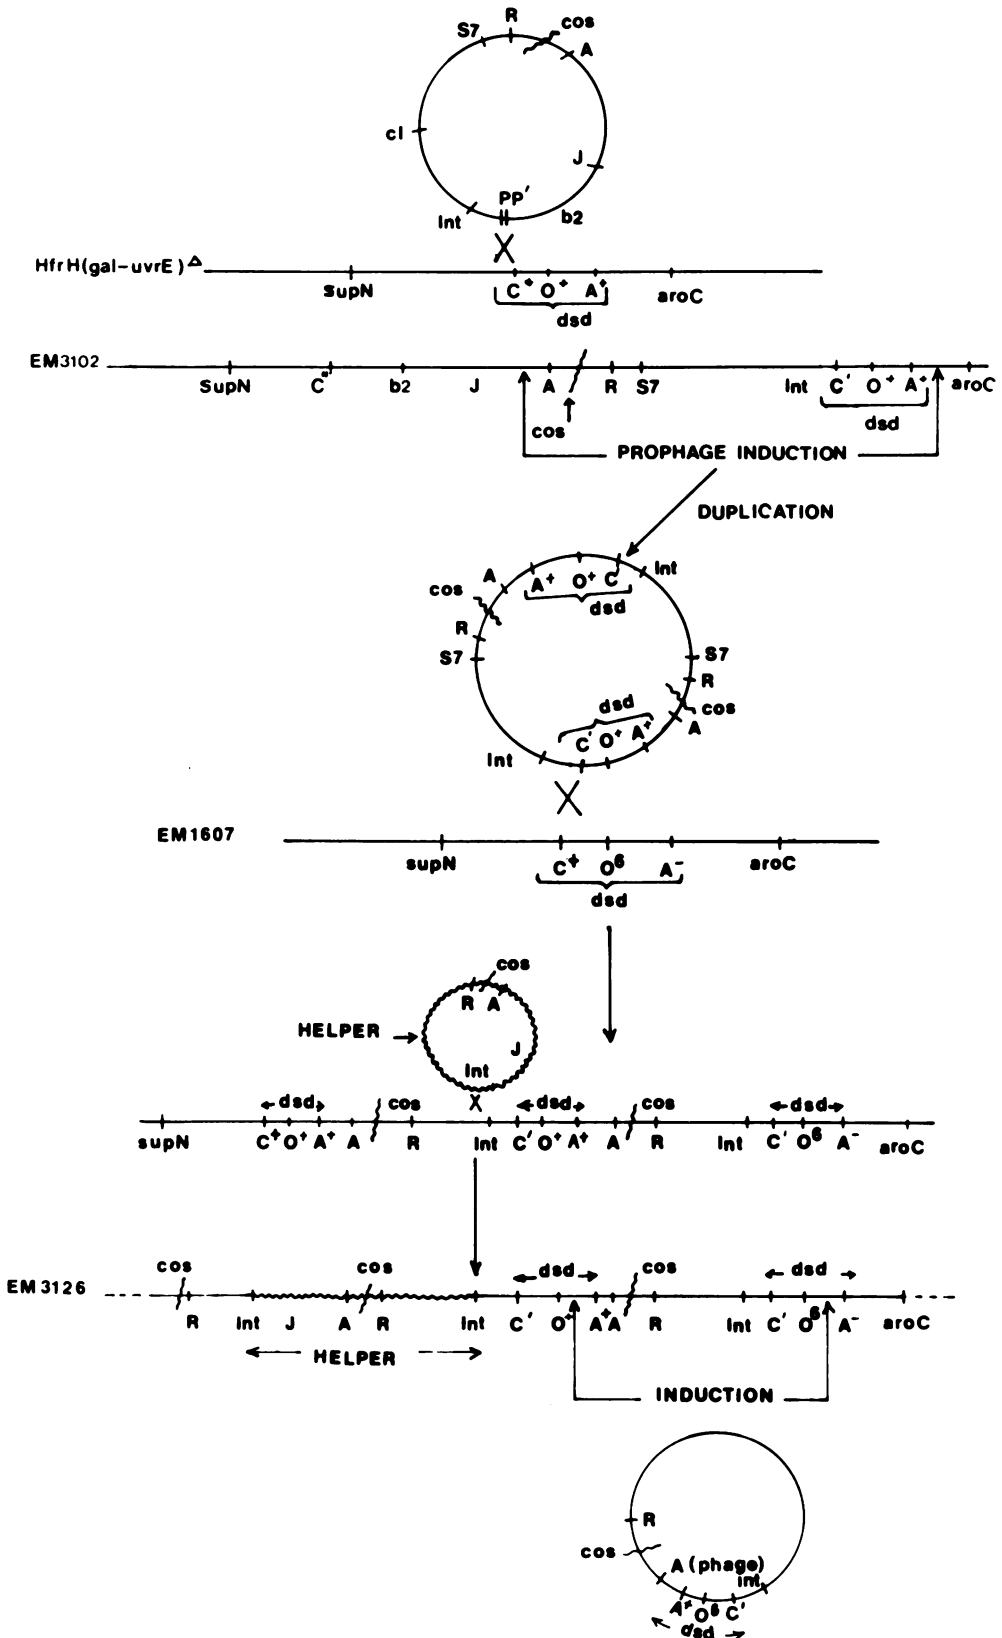 R
S7
cos
A
cI
J
PP'
Int
b2
HfrH(gal-uvrE)Δ
supN
C+ O+ A+
aroC
dsd
EM3102
SupN C" b2 J A R S7 Int C' O+ A+ aroC
cos
dsd
PROPHAGE INDUCTION
DUPLICATION
A
A+ O+ C'
Int
cos
dsd
R
S7
S7
R
dsd
cos
C' O+ A+
A
Int
EM1607
supN
C+ O6 A-
aroC
dsd
cos
R A
HELPER
J
Int
dsd cos X dsd cos dsd
supN C+ O+ A+ A R Int C' O+ A+ A R Int C' O6 A- aroC
cos cos dsd cos dsd
EM3126
R Int J A R Int C' O+ A+ A R Int C' O6 A- aroC
HELPER
INDUCTION
R
cos
A (phage)
int
A+ O6 C'
dsd